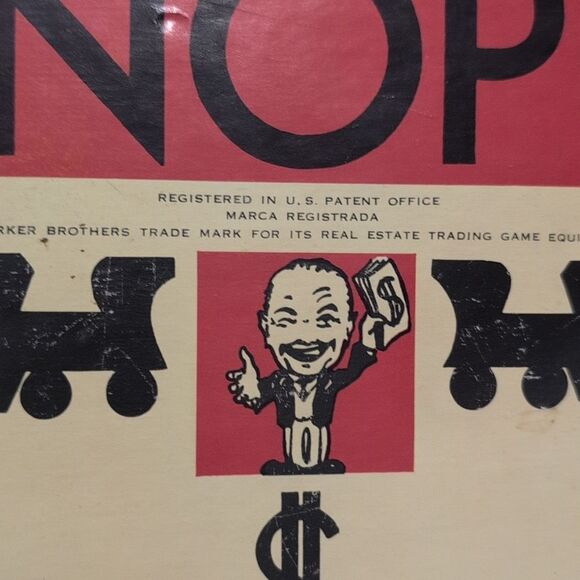 NOP
REGISTERED IN U.S. PATENT OFFICE
MARCA REGISTRADA
RKER BROTHERS TRADE MARK FOR ITS REAL ESTATE TRADING GAME EQUI
$